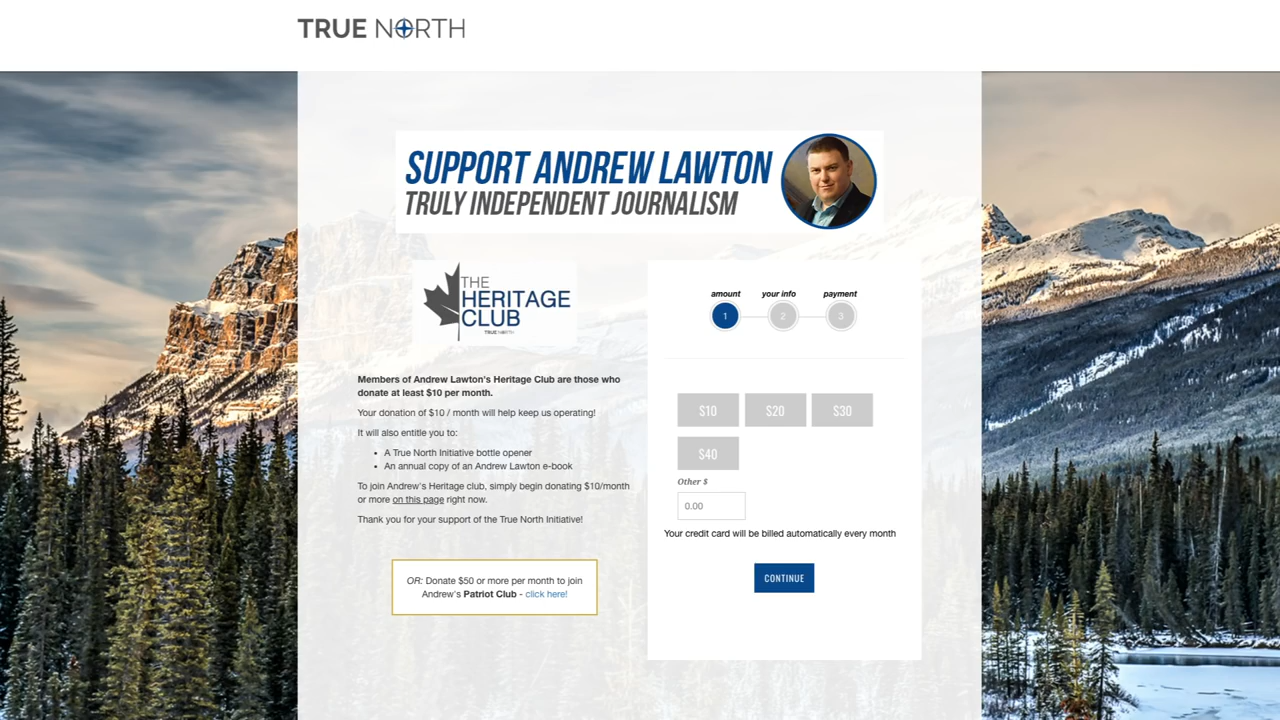 TRUE NORTH
SUPPORT ANDREW LAWTON
TRULY INDEPENDENT JOURNALISM
THE
HERITAGE
CLUB
TRUE NORTH
Members of Andrew Lawton's Heritage Club are those who
donate at least $10 per month.
Your donation of $10 / month will help keep us operating!
It will also entitle you to:
• A True North Initiative bottle opener
• An annual copy of an Andrew Lawton e-book
To join Andrew's Heritage club, simply begin donating $10/month
or more on this page right now.
Thank you for your support of the True North Initiative!
OR: Donate $50 or more per month to join
Andrew's Patriot Club - click here!
amount your info payment
1 2 3
$10 $20 $30
$40
Other $
0.00
Your credit card will be billed automatically every month
CONTINUE